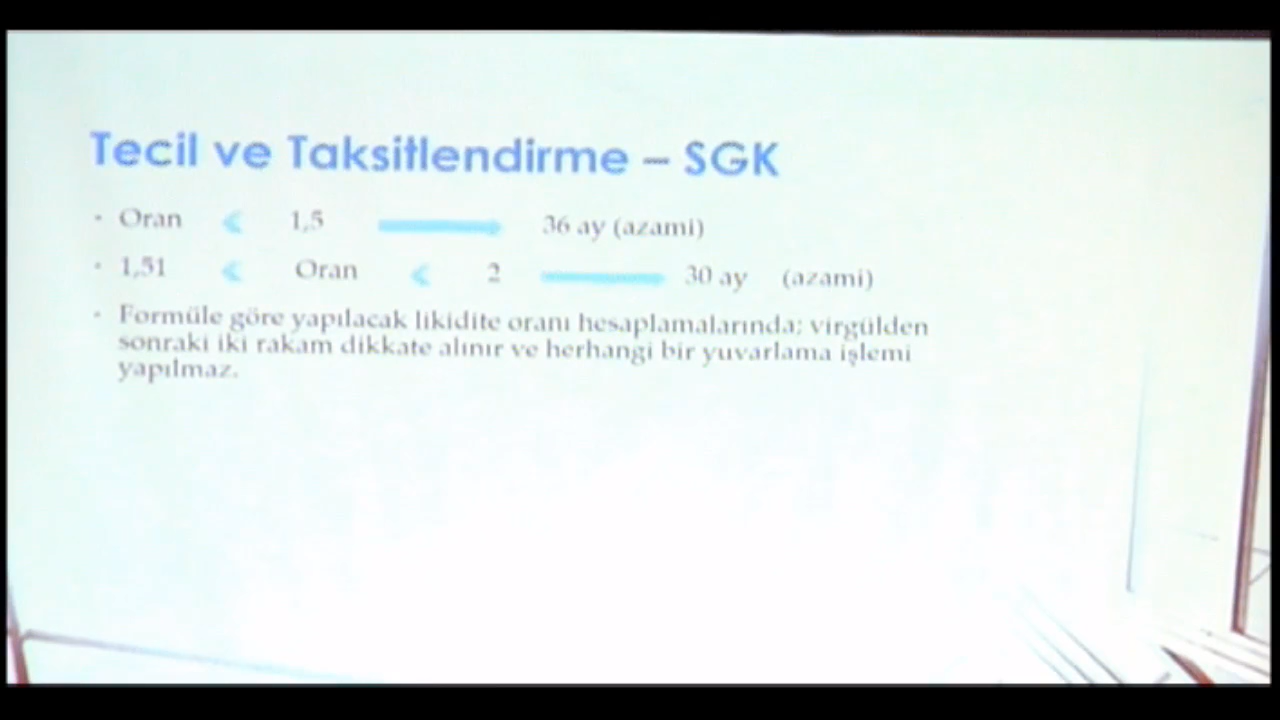 Tecil ve Taksitlendirme – SGK
• Oran < 1,5 36 ay (azami)
• 1,51 < Oran < 2 30 ay (azami)
• Formüle göre yapılacak likidite oranı hesaplamalarında; virgülden
sonraki iki rakam dikkate alınır ve herhangi bir yuvarlama işlemi
yapılmaz.